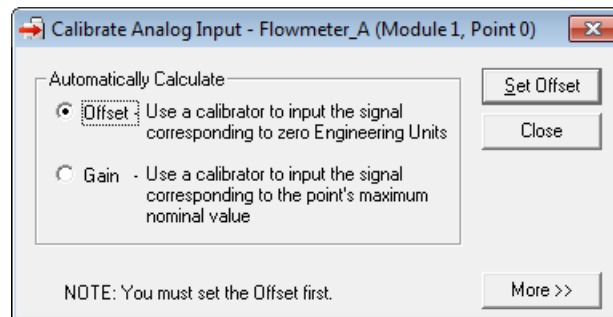 Calibrate Analog Input - Flowmeter_A (Module 1, Point 0)
Automatically Calculate
Offset - Use a calibrator to input the signal
corresponding to zero Engineering Units
Gain - Use a calibrator to input the signal
corresponding to the point's maximum
nominal value
NOTE: You must set the Offset first.
Set Offset
Close
More >>